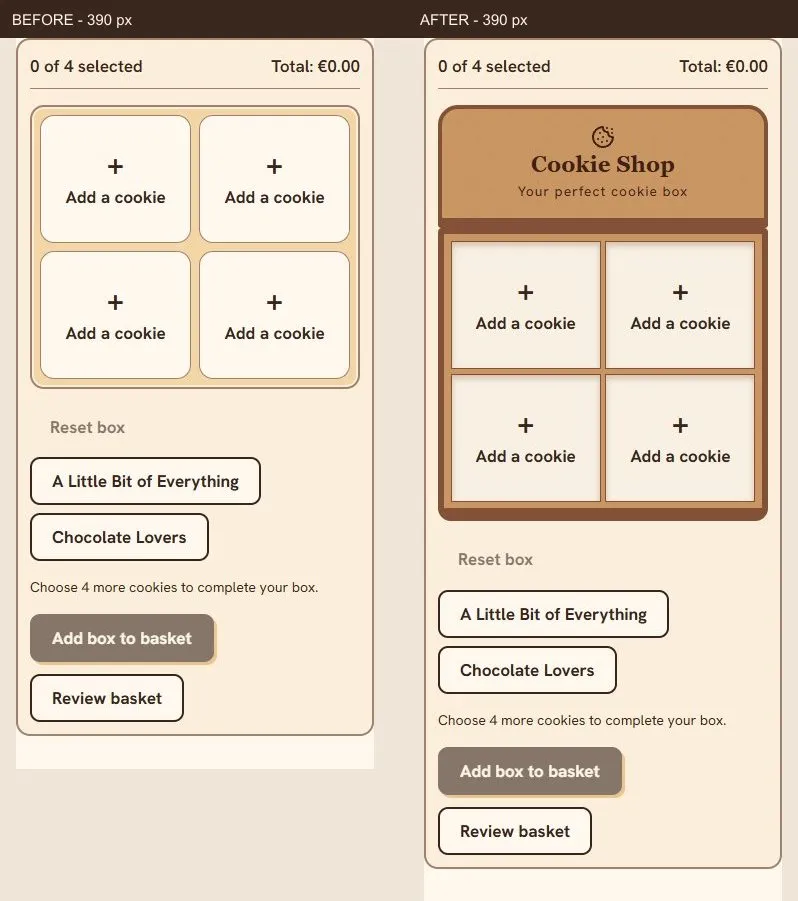 BEFORE - 390 px
0 of 4 selected Total: €0.00
+ +
Add a cookie Add a cookie
+ +
Add a cookie Add a cookie
Reset box
A Little Bit of Everything
Chocolate Lovers
Choose 4 more cookies to complete your box.
Add box to basket
Review basket
AFTER - 390 px
0 of 4 selected Total: €0.00
Cookie Shop
Your perfect cookie box
+ +
Add a cookie Add a cookie
+ +
Add a cookie Add a cookie
Reset box
A Little Bit of Everything
Chocolate Lovers
Choose 4 more cookies to complete your box.
Add box to basket
Review basket